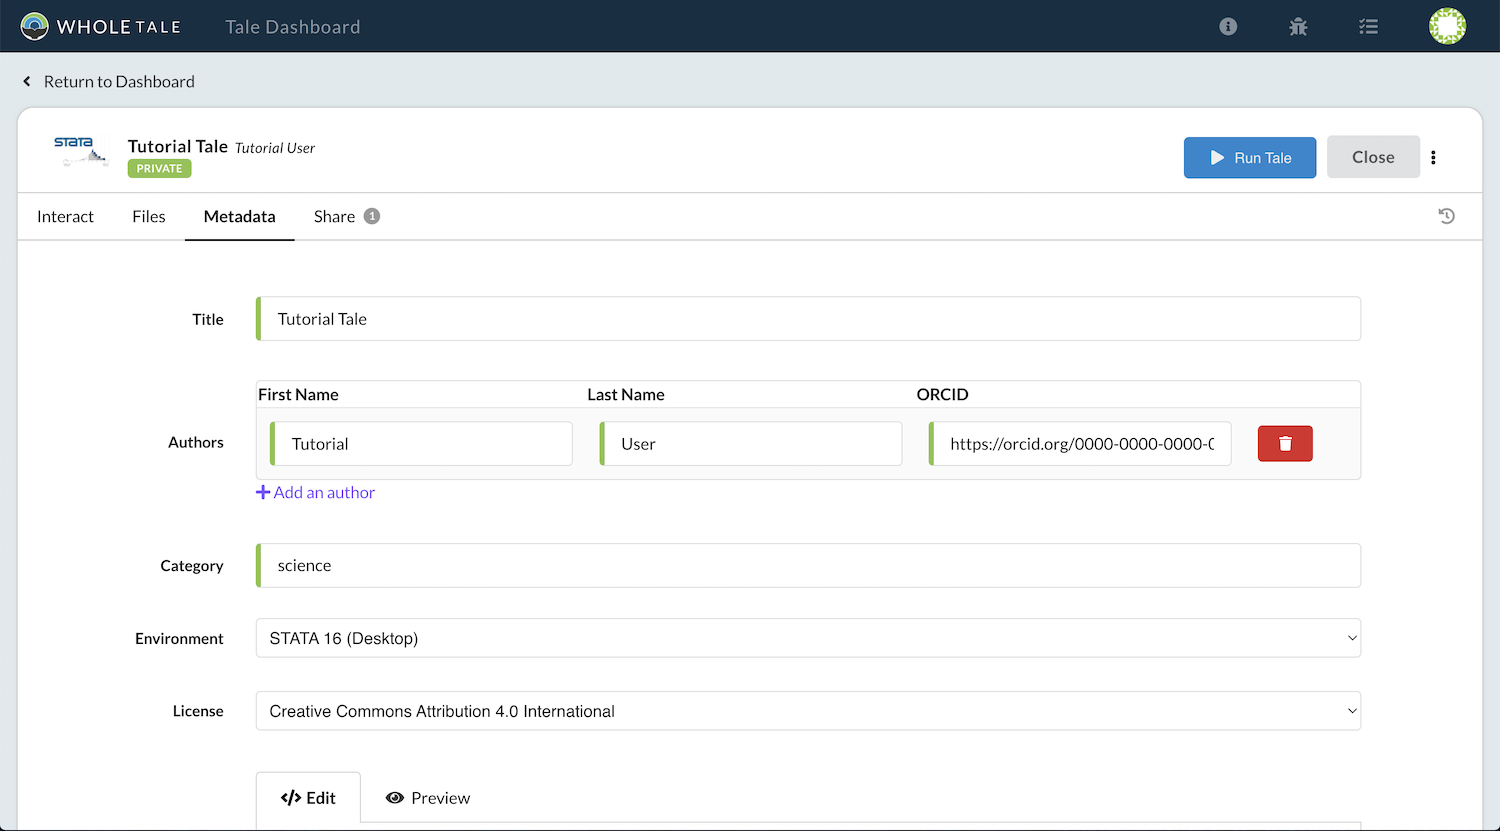 WHOLE TALE Tale Dashboard
Return to Dashboard
STATA
Tutorial Tale Tutorial User
PRIVATE
Run Tale
Close
Interact Files Metadata Share 1
Title Tutorial Tale
First Name Last Name ORCID
Authors Tutorial User https://orcid.org/0000-0000-0000-
Add an author
Category science
Environment STATA 16 (Desktop)
License Creative Commons Attribution 4.0 International
</> Edit Preview